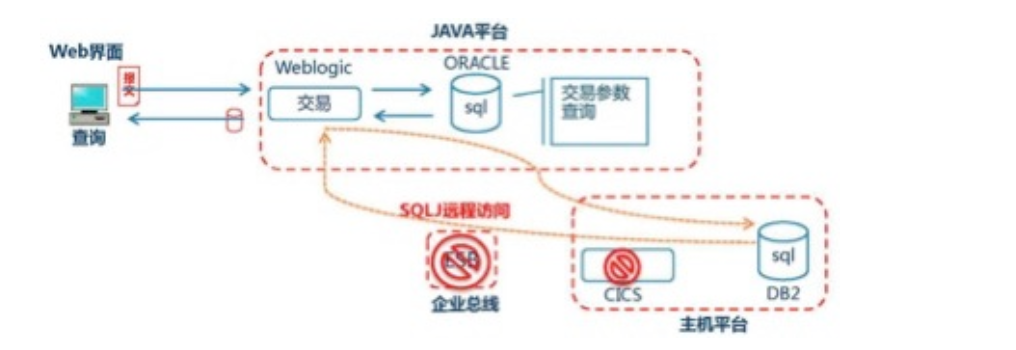 JAVA平台
Web界面
Weblogic
ORACLE
报文
交易
sql
交易参数
查询
查询
SQLJ远程访问
ESB
sql
企业总线
CICS
DB2
主机平台